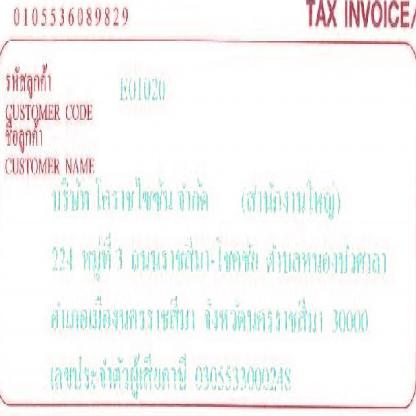 0105536089829 TAX INVOICE/
รหัสลูกค้า E01020
CUSTOMER CODE
ชื่อลูกค้า
CUSTOMER NAME
บริษัท โคราชไซซัน จำกัด (สำนักงานใหญ่)
224 หมู่ที่ 3 ถนนราชสีมา-โชคชัย ตำบลหนองบัวศาลา
อำเภอเมืองนครราชสีมา จังหวัดนครราชสีมา 30000
เลขประจำตัวผู้เสียภาษี 0305533000248